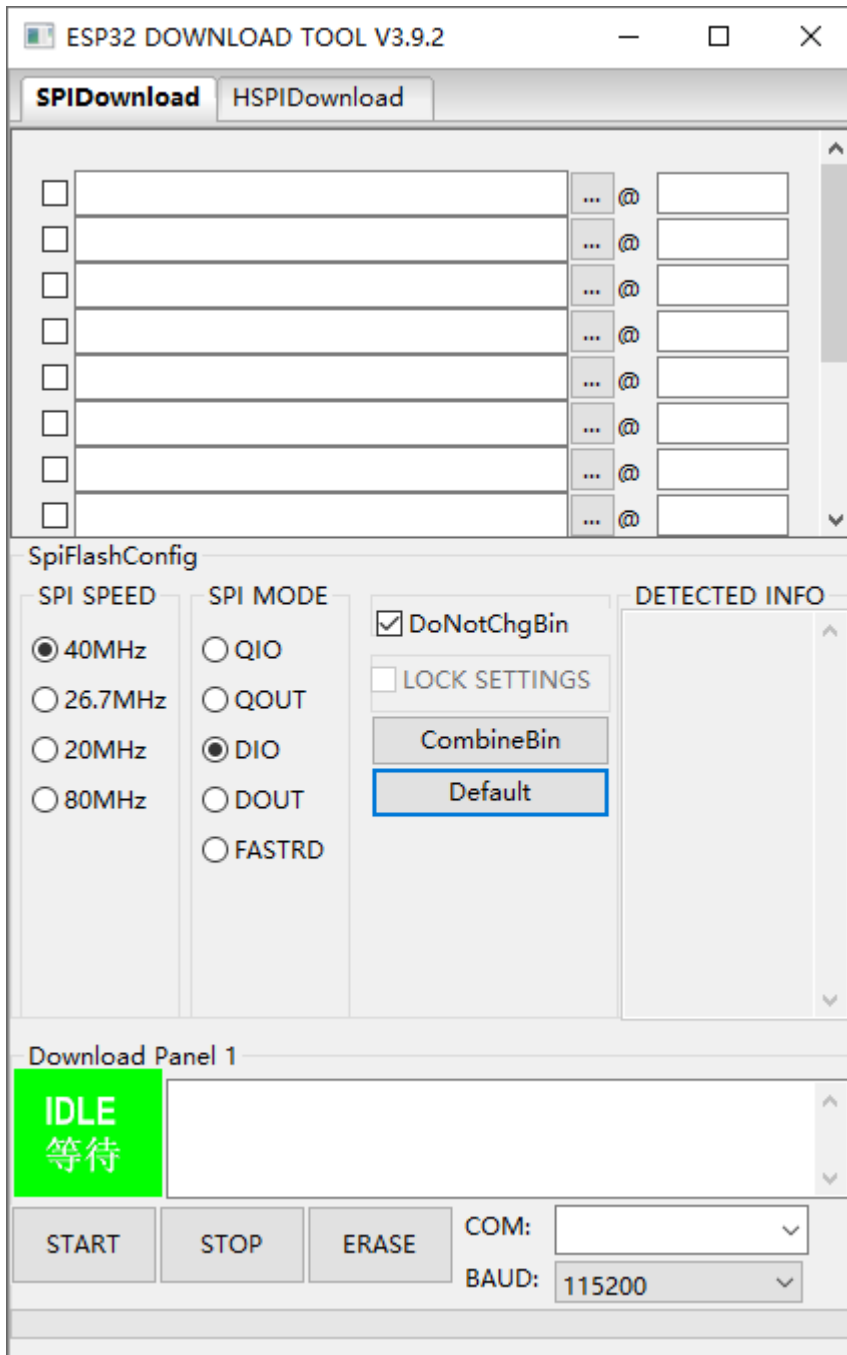 ESP32 DOWNLOAD TOOL V3.9.2
SPIDownload HSPIDownload
... @
... @
... @
... @
... @
... @
... @
... @
SpiFlashConfig
SPI SPEED
40MHz
26.7MHz
20MHz
80MHz
SPI MODE
QIO
QOUT
DIO
DOUT
FASTRD
DoNotChgBin
LOCK SETTINGS
CombineBin
Default
DETECTED INFO
Download Panel 1
IDLE
等待
START STOP ERASE
COM:
BAUD: 115200